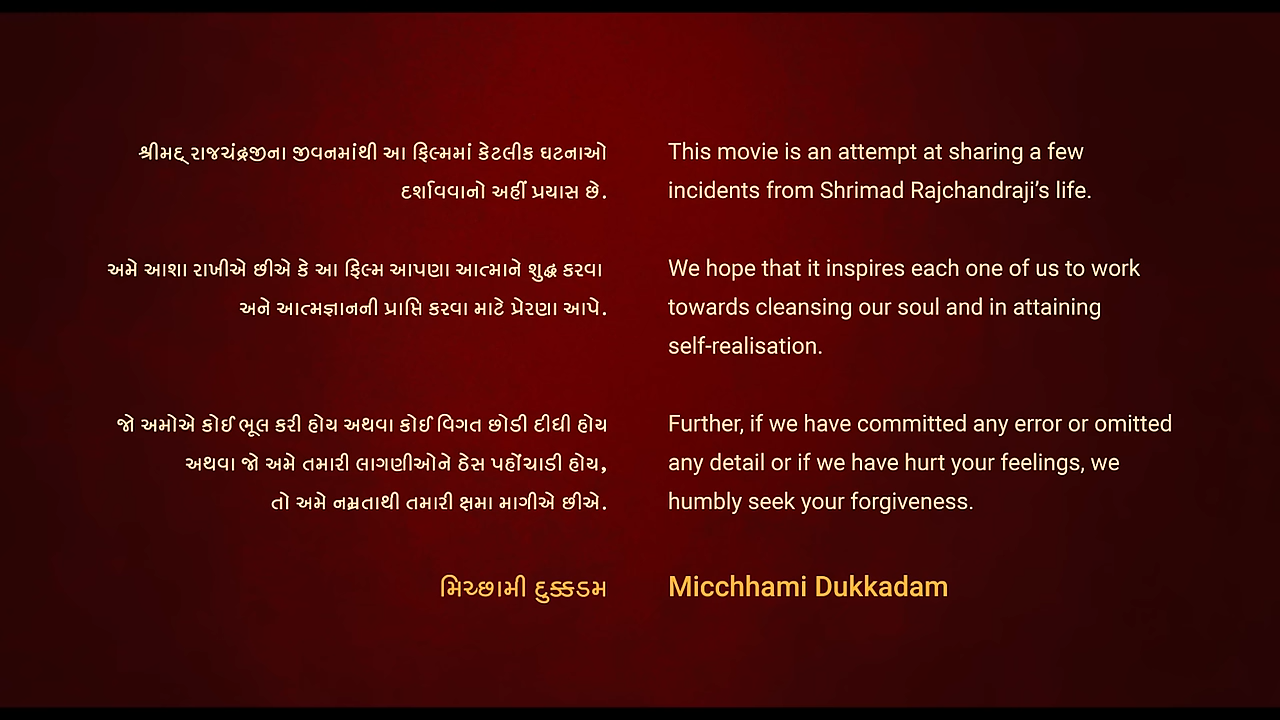 શ્રીમદ્ રાજચંદ્રજીના જીવનમાંથી આ ફિલ્મમાં કેટલીક ઘટનાઓ
દર્શાવવાનો અહીં પ્રયાસ છે.
અમે આશા રાખીએ છીએ કે આ ફિલ્મ આપણા આત્માને શુદ્ધ કરવા
અને આત્મજ્ઞાનની પ્રાપ્તિ કરવા માટે પ્રેરણા આપે.
જો અમોએ કોઈ ભૂલ કરી હોય અથવા કોઈ વિગત છોડી દીધી હોય
અથવા જો અમે તમારી લાગણીઓને ઠેસ પહોંચાડી હોય,
તો અમે નમ્રતાથી તમારી ક્ષમા માગીએ છીએ.
મિચ્છામી દુક્કડમ
This movie is an attempt at sharing a few
incidents from Shrimad Rajchandraji’s life.
We hope that it inspires each one of us to work
towards cleansing our soul and in attaining
self-realisation.
Further, if we have committed any error or omitted
any detail or if we have hurt your feelings, we
humbly seek your forgiveness.
Micchhami Dukkadam